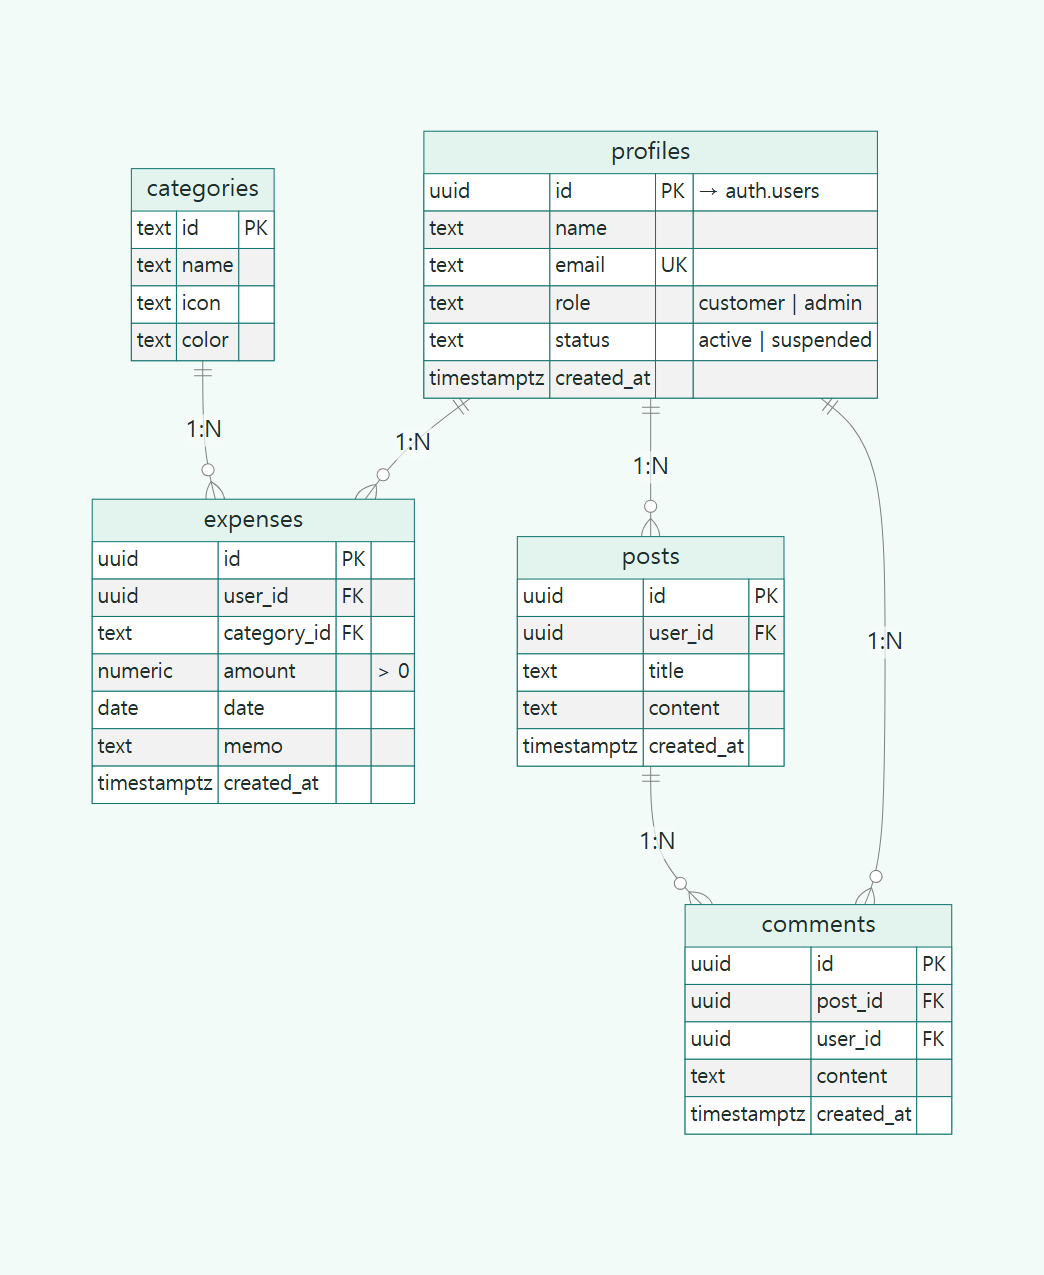 categories
text id PK
text name
text icon
text color
profiles
uuid id PK → auth.users
text name
text email UK
text role customer | admin
text status active | suspended
timestamptz created_at
1:N
1:N
1:N
1:N
expenses
uuid id PK
uuid user_id FK
text category_id FK
numeric amount > 0
date date
text memo
timestamptz created_at
posts
uuid id PK
uuid user_id FK
text title
text content
timestamptz created_at
1:N
comments
uuid id PK
uuid post_id FK
uuid user_id FK
text content
timestamptz created_at